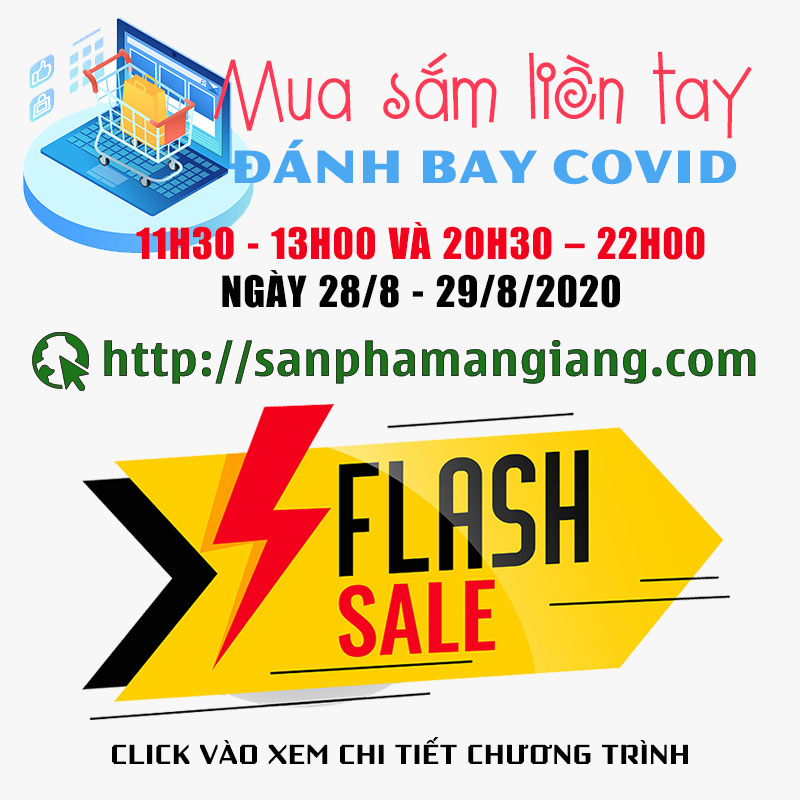 Mua sắm liền tay
ĐÁNH BAY COVID
11H30 - 13H00 VÀ 20H30 – 22H00
NGÀY 28/8 - 29/8/2020
http://sanphamangiang.com
FLASH
SALE
CLICK VÀO XEM CHI TIẾT CHƯƠNG TRÌNH